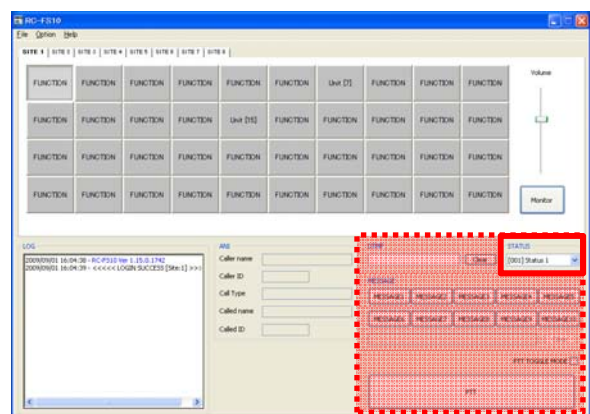 RC-FS10
File Option Help
SITE 1 SITE 2 SITE 3 SITE 4 SITE 5 SITE 6 SITE 7 SITE 8
FUNCTION FUNCTION FUNCTION FUNCTION FUNCTION FUNCTION Unit [7] FUNCTION FUNCTION FUNCTION
Volume
FUNCTION FUNCTION FUNCTION FUNCTION Unit [15] FUNCTION FUNCTION FUNCTION FUNCTION FUNCTION
FUNCTION FUNCTION FUNCTION FUNCTION FUNCTION FUNCTION FUNCTION FUNCTION FUNCTION FUNCTION
FUNCTION FUNCTION FUNCTION FUNCTION FUNCTION FUNCTION FUNCTION FUNCTION FUNCTION FUNCTION
Monitor
LOG
2009/09/01 16:04:38 - RC-FS10 Ver 1.15.0.1742
2009/09/01 16:04:39 - <<<<< LOGIN SUCCESS [Site:1] >>>
ANI
Caller name
Caller ID
Call Type
Called name
Called ID
DTMF
Clear
STATUS
[001] Status 1
MESSAGE
MESSAGE1 MESSAGE2 MESSAGE3 MESSAGE4 MESSAGE5
MESSAGE6 MESSAGE7 MESSAGE8 MESSAGE9 MESSAGE10
PTT TOGGLE MODE
PTT